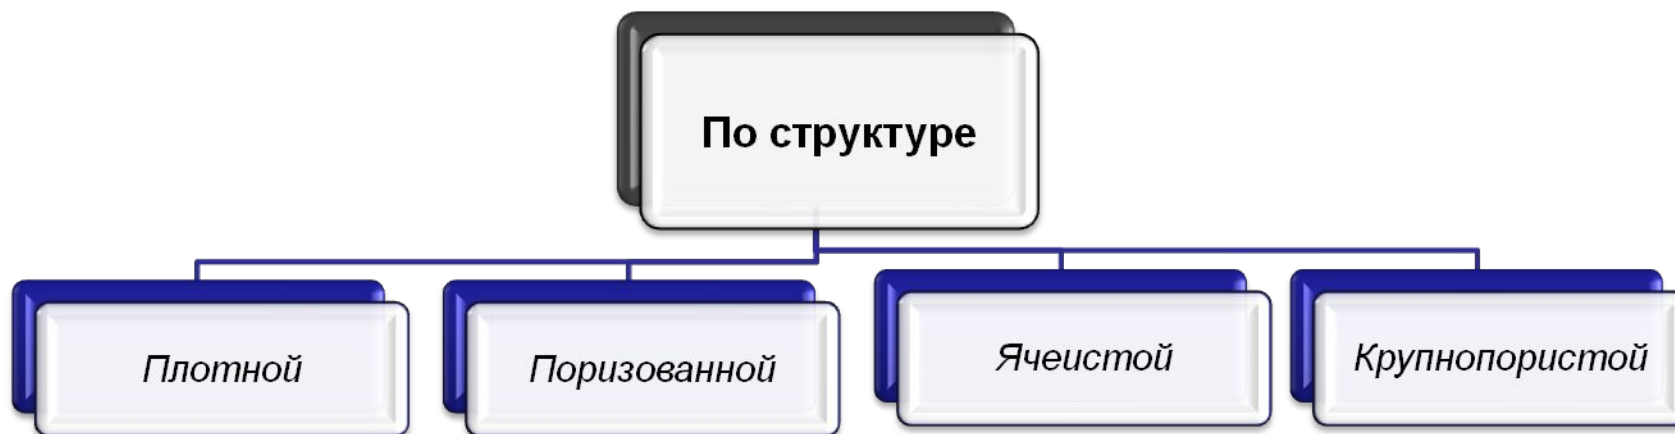 По структуре
Плотной
Поризованной
Ячеистой
Крупнопористой